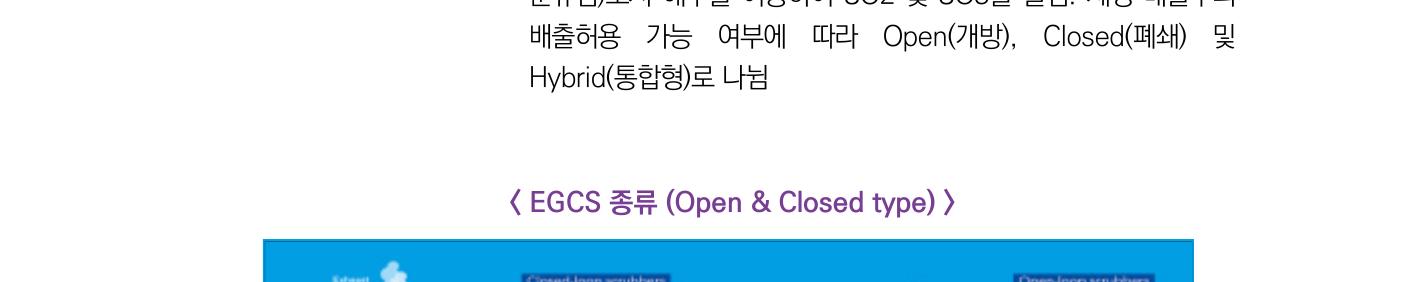 배출허용 가능 여부에 따라 Open(개방), Closed(폐쇄) 및
Hybrid(통합형)로 나뉨
< EGCS 종류 (Open & Closed type) >
Exhaust
Closed loop scrubbers
Open loop scrubbers